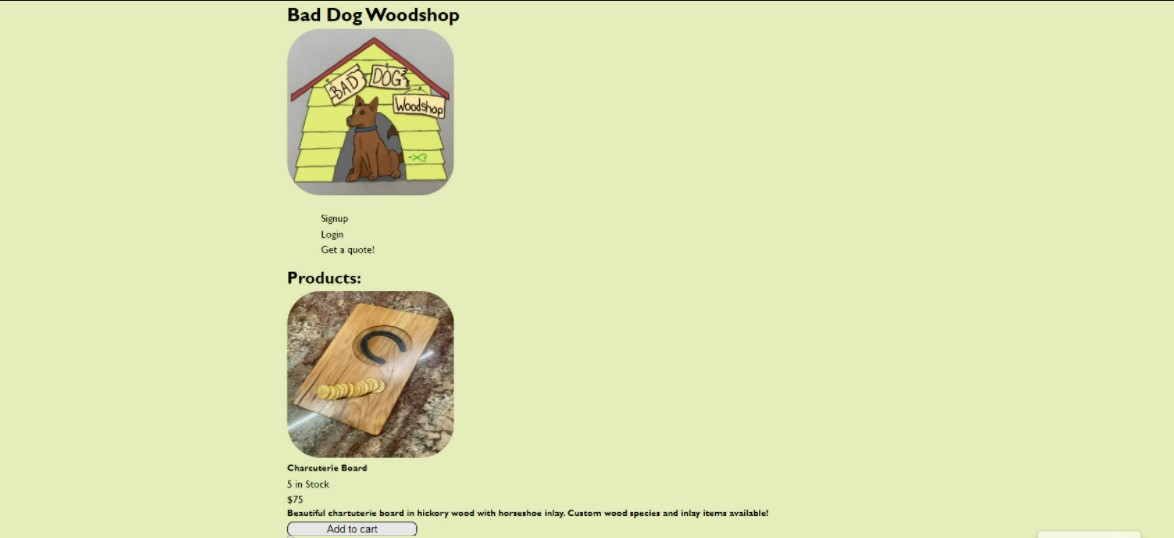 Bad Dog Woodshop
BAD DOG
Woodshop
Signup
Login
Get a quote!
Products:
Charcuterie Board
5 in Stock
$75
Beautiful chartcuterie board in hickory wood with horseshoe inlay. Custom wood species and inlay items available!
Add to cart